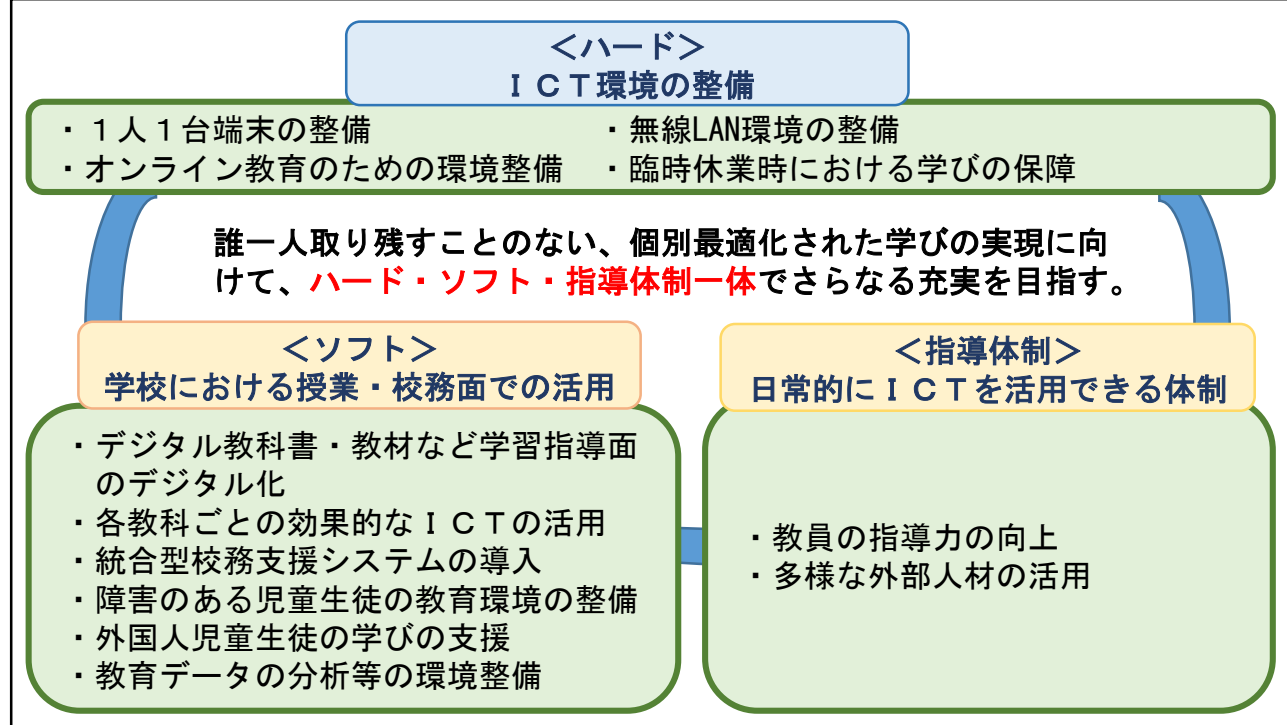 ＜ハード＞
ＩＣＴ環境の整備
・１人１台端末の整備
・無線LAN環境の整備
・オンライン教育のための環境整備
・臨時休業時における学びの保障
誰一人取り残すことのない、個別最適化された学びの実現に向
けて、ハード・ソフト・指導体制一体でさらなる充実を目指す。
＜ソフト＞
学校における授業・校務面での活用
・デジタル教科書・教材など学習指導面
のデジタル化
・各教科ごとの効果的なＩＣＴの活用
・統合型校務支援システムの導入
・障害のある児童生徒の教育環境の整備
・外国人児童生徒の学びの支援
・教育データの分析等の環境整備
＜指導体制＞
日常的にＩＣＴを活用できる体制
・教員の指導力の向上
・多様な外部人材の活用